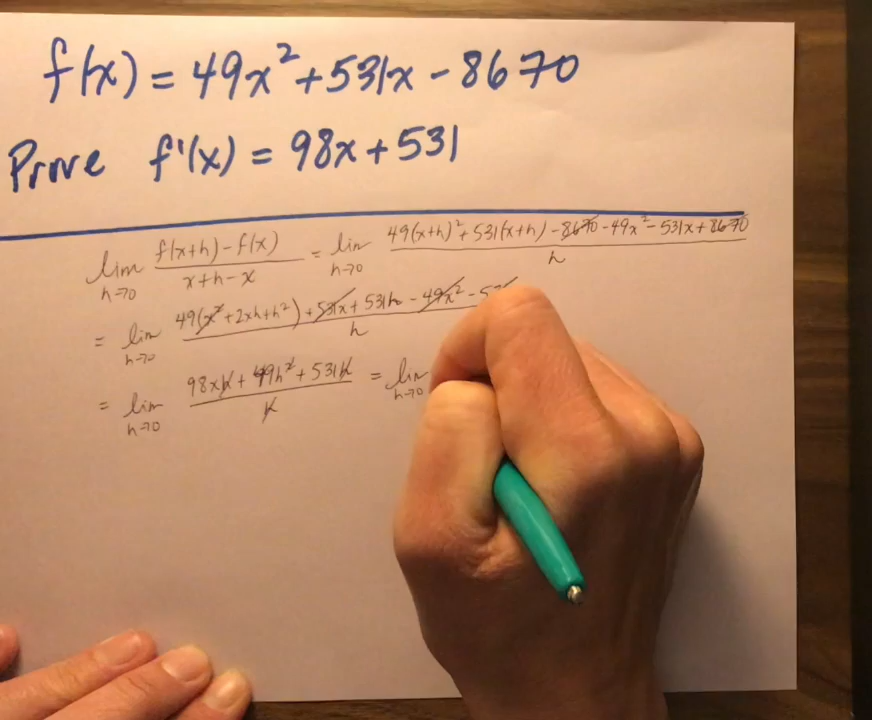 f(x) = 49x² + 531x - 8670
Prove f'(x) = 98x + 531
lim h→0 (f(x+h) - f(x))/(x+h-x) = lim h→0 (49(x+h)² + 531(x+h) - 8670 - 49x² - 531x + 8670)/h
= lim h→0 (49(x² + 2xh + h²) + 531x + 531h - 49x² - 53
h
= lim h→0 (98xh + 49h² + 531h)/h = lim h→0